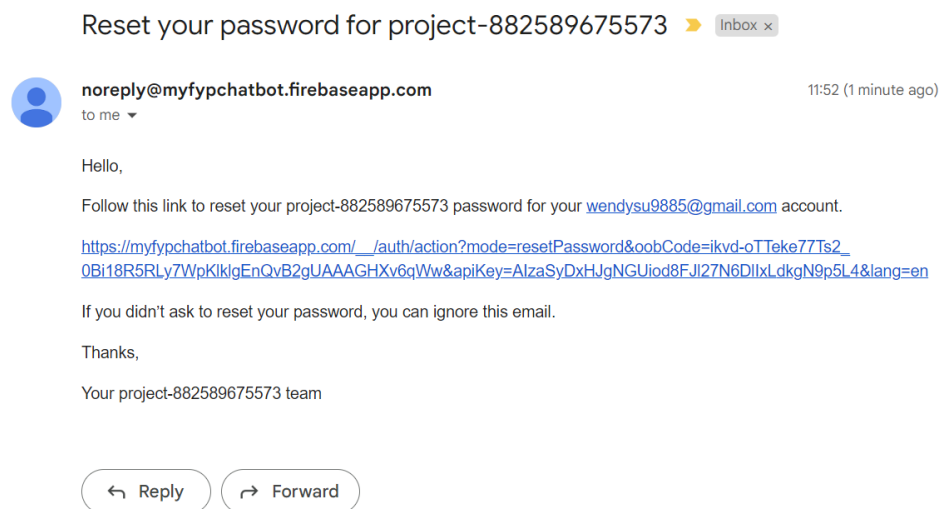 Reset your password for project-882589675573 Inbox ×
noreply@myfypchatbot.firebaseapp.com 11:52 (1 minute ago)
to me
Hello,
Follow this link to reset your project-882589675573 password for your wendysu9885@gmail.com account.
https://myfypchatbot.firebaseapp.com/__/auth/action?mode=resetPassword&oobCode=ikvd-oTTeke77Ts2_
0Bi18R5RLy7WpKlklgEnQvB2gUAAAGHXv6qWw&apiKey=AIzaSyDxHJgNGUiod8FJl27N6DlIxLdkgN9p5L4&lang=en
If you didn’t ask to reset your password, you can ignore this email.
Thanks,
Your project-882589675573 team
Reply Forward